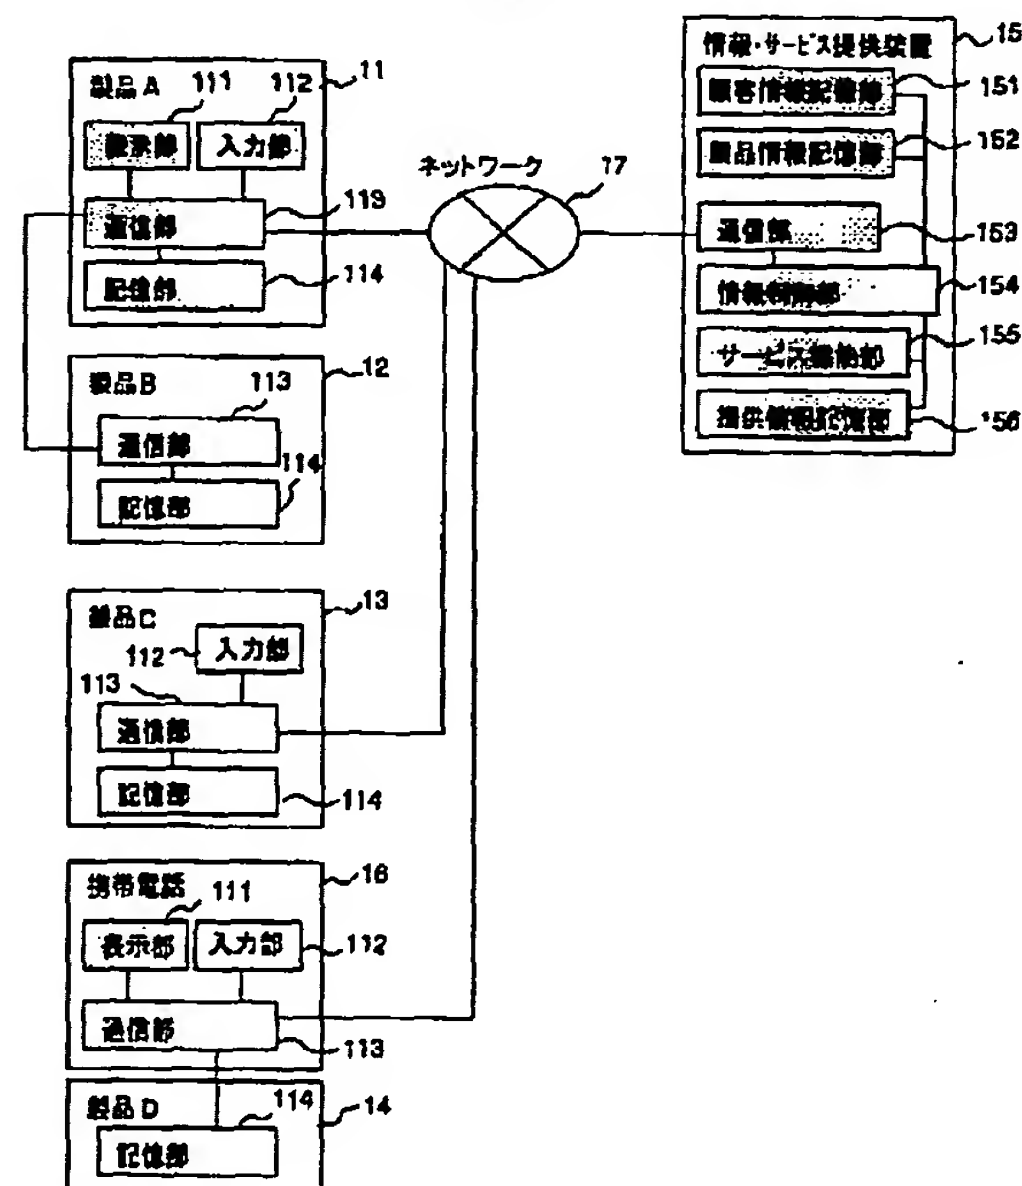 製品A
11
111
112
表示部
入力部
通信部
113
記憶部
114
製品B
12
113
通信部
114
記憶部
製品C
13
112
入力部
113
通信部
記憶部
114
携帯電話
16
111
表示部
入力部
112
通信部
113
製品D
14
114
記憶部
ネットワーク
17
情報・サービス提供装置
15
顧客情報記憶部
151
製品情報記憶部
152
通信部
153
情報制御部
154
155
提供情報記憶部
156